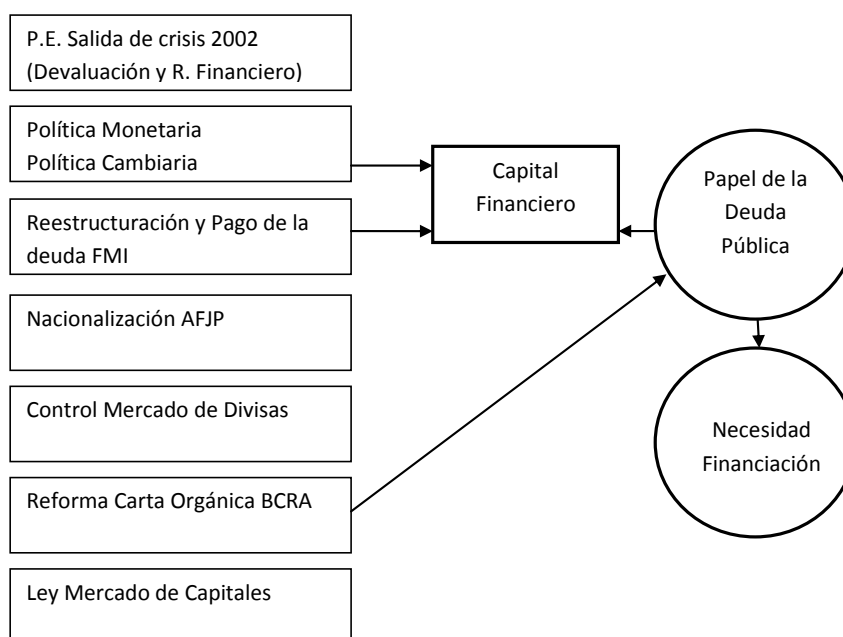 P.E. Salida de crisis 2002
(Devaluación y R. Financiero)
Política Monetaria
Política Cambiaria
Reestructuración y Pago de la
deuda FMI
Nacionalización AFJP
Control Mercado de Divisas
Reforma Carta Orgánica BCRA
Ley Mercado de Capitales
Capital
Financiero
Papel de la
Deuda
Pública
Necesidad
Financiación